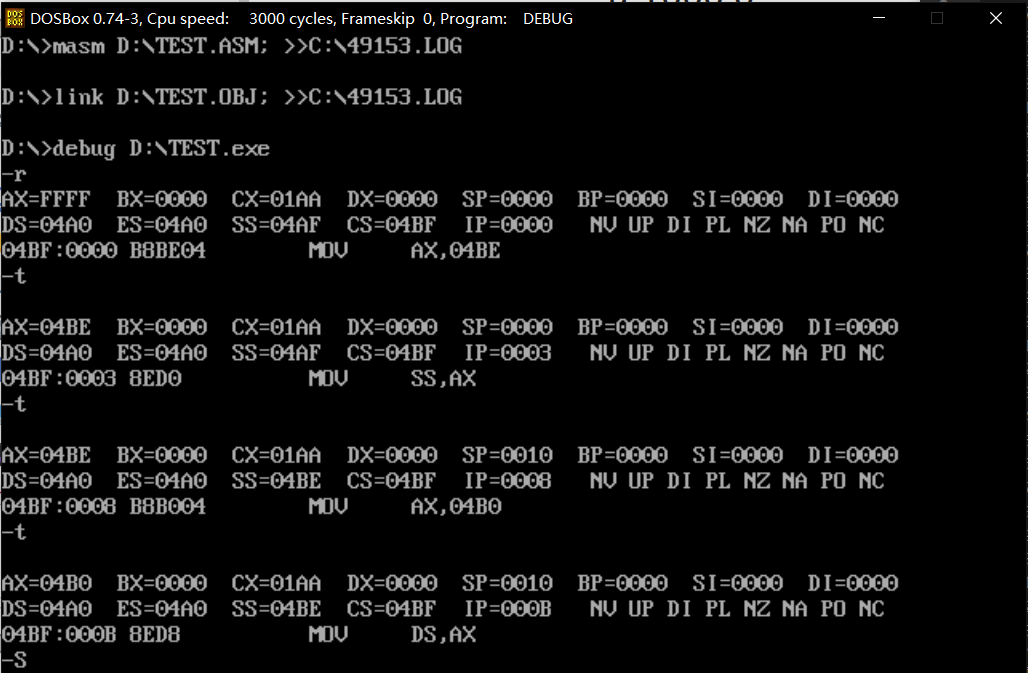 DOSBox 0.74-3, Cpu speed: 3000 cycles, Frameskip 0, Program: DEBUG
D:\>masm D:\TEST.ASM; >>C:\49153.LOG
D:\>link D:\TEST.OBJ; >>C:\49153.LOG
D:\>debug D:\TEST.exe
-r
AX=FFFF BX=0000 CX=01AA DX=0000 SP=0000 BP=0000 SI=0000 DI=0000
DS=04A0 ES=04A0 SS=04AF CS=04BF IP=0000 NV UP DI PL NZ NA PO NC
04BF:0000 B8BE04 MOV AX,04BE
-t
AX=04BE BX=0000 CX=01AA DX=0000 SP=0000 BP=0000 SI=0000 DI=0000
DS=04A0 ES=04A0 SS=04AF CS=04BF IP=0003 NV UP DI PL NZ NA PO NC
04BF:0003 8ED0 MOV SS,AX
-t
AX=04BE BX=0000 CX=01AA DX=0000 SP=0010 BP=0000 SI=0000 DI=0000
DS=04A0 ES=04A0 SS=04BE CS=04BF IP=0008 NV UP DI PL NZ NA PO NC
04BF:0008 B8B004 MOV AX,04B0
-t
AX=04B0 BX=0000 CX=01AA DX=0000 SP=0010 BP=0000 SI=0000 DI=0000
DS=04A0 ES=04A0 SS=04BE CS=04BF IP=000B NV UP DI PL NZ NA PO NC
04BF:000B 8ED8 MOV DS,AX
-S